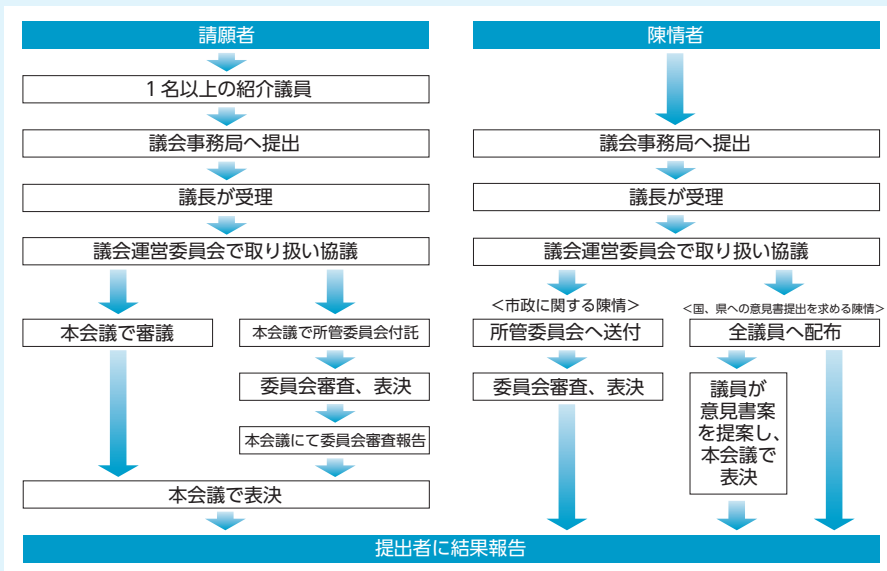 請願者
1名以上の紹介議員
議会事務局へ提出
議長が受理
議会運営委員会で取り扱い協議
本会議で審議
本会議で所管委員会付託
委員会審査、表決
本会議にて委員会審査報告
本会議で表決
陳情者
議会事務局へ提出
議長が受理
議会運営委員会で取り扱い協議
＜市政に関する陳情＞
所管委員会へ送付
委員会審査、表決
＜国、県への意見書提出を求める陳情＞
全議員へ配布
議員が
意見書案
を提案し、
本会議で
表決
提出者に結果報告